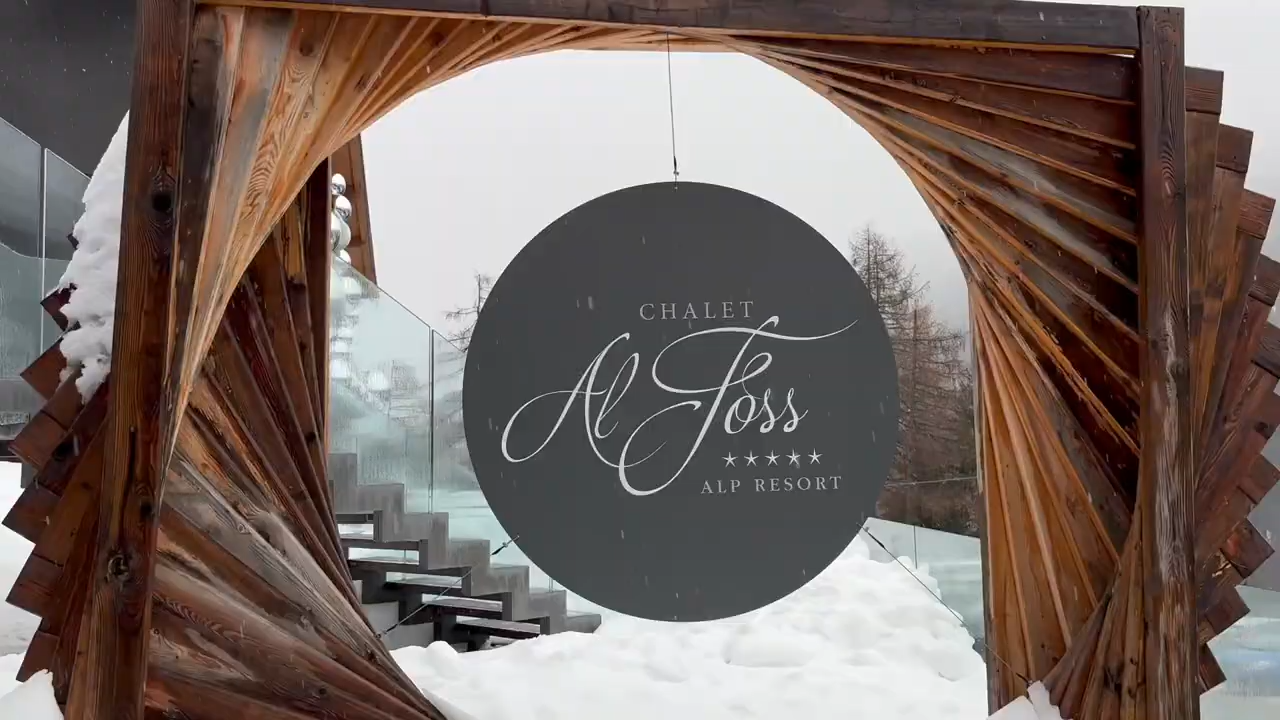 CHALET
Al Foss
★★★★★
ALP RESORT